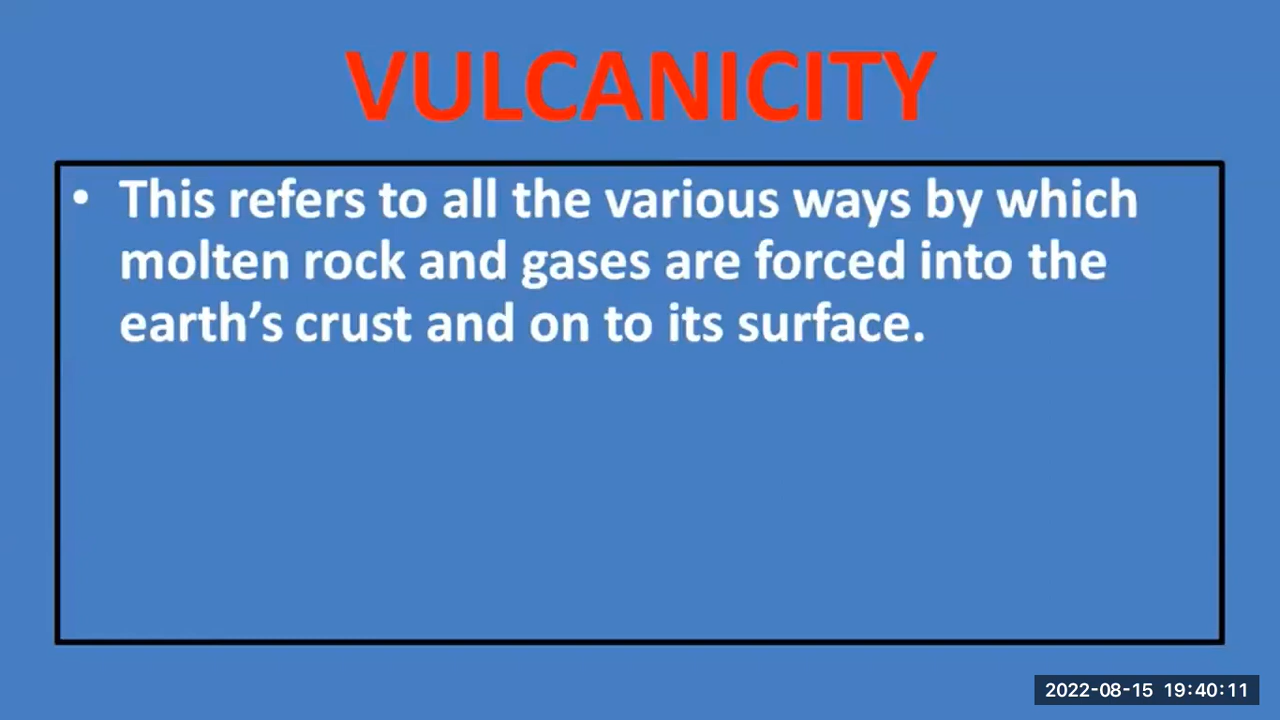 VULCANICITY
• This refers to all the various ways by which
molten rock and gases are forced into the
earth’s crust and on to its surface.
2022-08-15 19:40:11